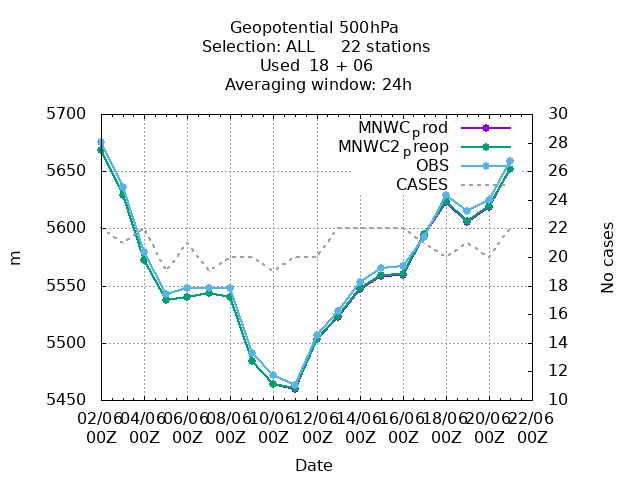 Geopotential 500hPa
Selection: ALL 22 stations
Used 18 + 06
Averaging window: 24h
5700 30
MNWCprod
28
MNWC2preop
5650 26
OBS
CASES 24
5600 22
m 20 No cases
5550 18
16
5500 14
12
5450 10
02/06 04/06 06/06 08/06 10/06 12/06 14/06 16/06 18/06 20/06 22/06
00Z 00Z 00Z 00Z 00Z 00Z 00Z 00Z 00Z 00Z 00Z
Date